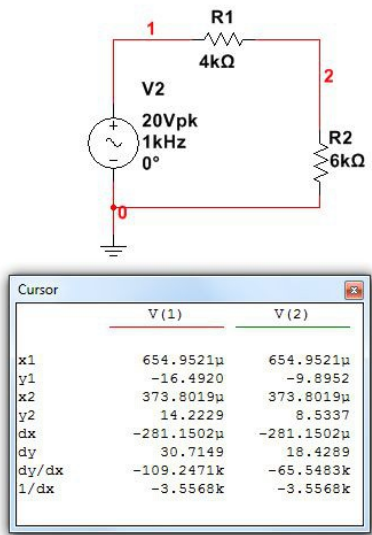 1
R1
4kΩ
2
V2
20Vpk
1kHz
0°
R2
6kΩ
0
Cursor
V(1) V(2)
x1 654.9521µ 654.9521µ
y1 -16.4920 -9.8952
x2 373.8019µ 373.8019µ
y2 14.2229 8.5337
dx -281.1502µ -281.1502µ
dy 30.7149 18.4289
dy/dx -109.2471k -65.5483k
1/dx -3.5568k -3.5568k